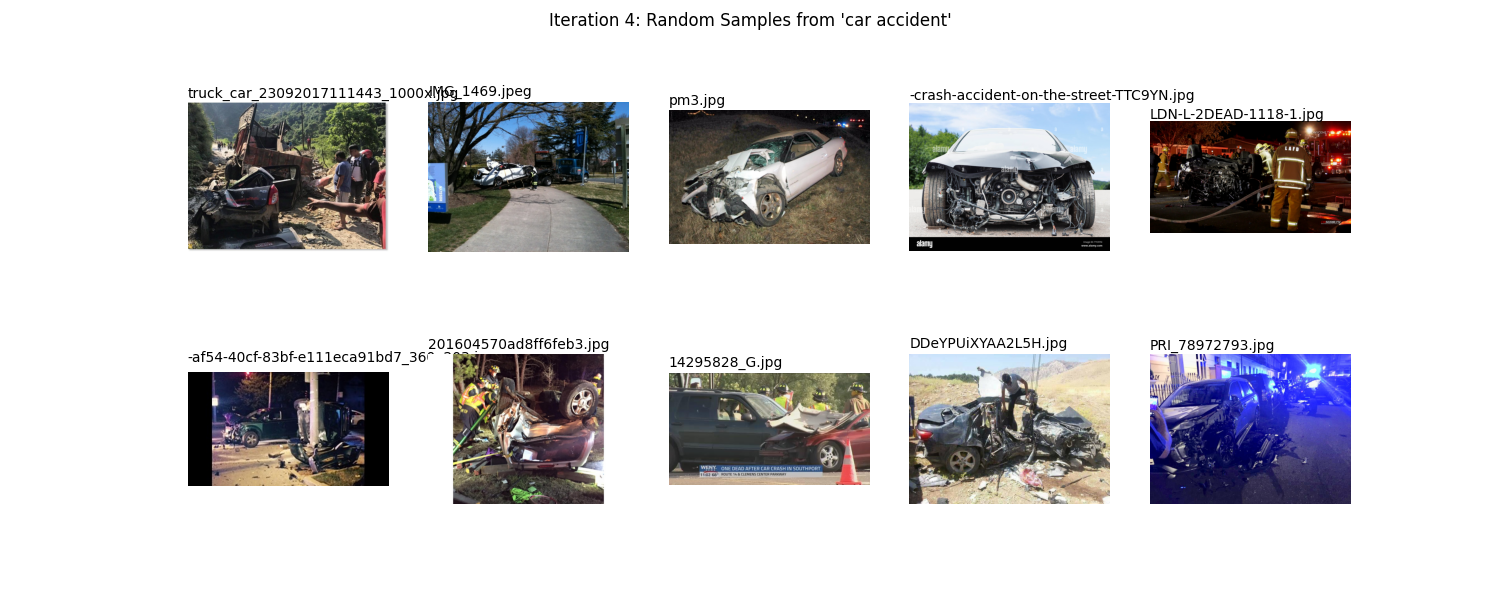 Iteration 4: Random Samples from 'car accident'
truck_car_23092017111443_1000x.jpg
IMG_1469.jpeg
pm3.jpg
-crash-accident-on-the-street-TTC9YN.jpg
LDN-L-2DEAD-1118-1.jpg
alamy
-af54-40cf-83bf-e111eca91bd7_360
201604570ad8ff6feb3.jpg
14295828_G.jpg
DDeYPUiXYAA2L5H.jpg
PRI_78972793.jpg
ONE DEAD AFTER CAR CRASH IN SOUTHPORT